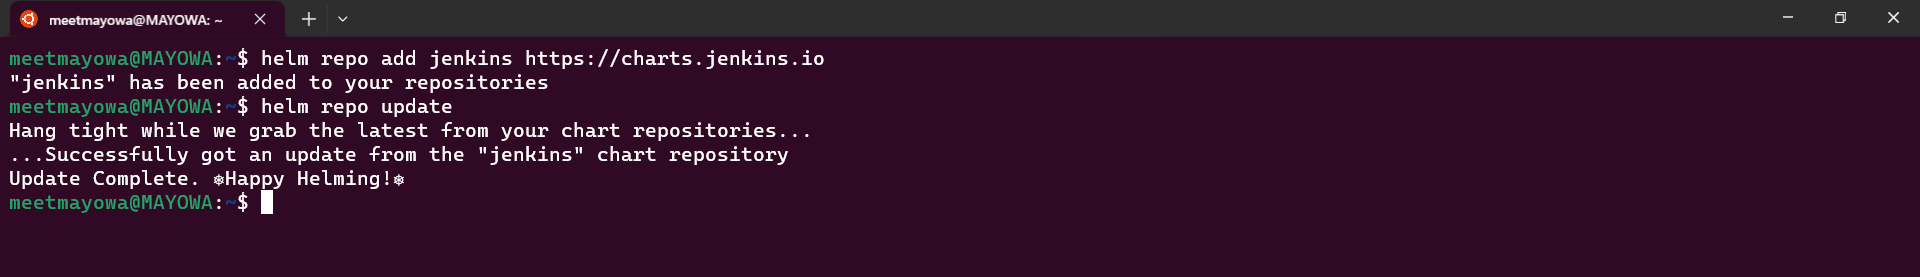 meetmayowa@MAYOWA: ~
meetmayowa@MAYOWA:~$ helm repo add jenkins https://charts.jenkins.io
"jenkins" has been added to your repositories
meetmayowa@MAYOWA:~$ helm repo update
Hang tight while we grab the latest from your chart repositories...
...Successfully got an update from the "jenkins" chart repository
Update Complete. ⎈Happy Helming!⎈
meetmayowa@MAYOWA:~$